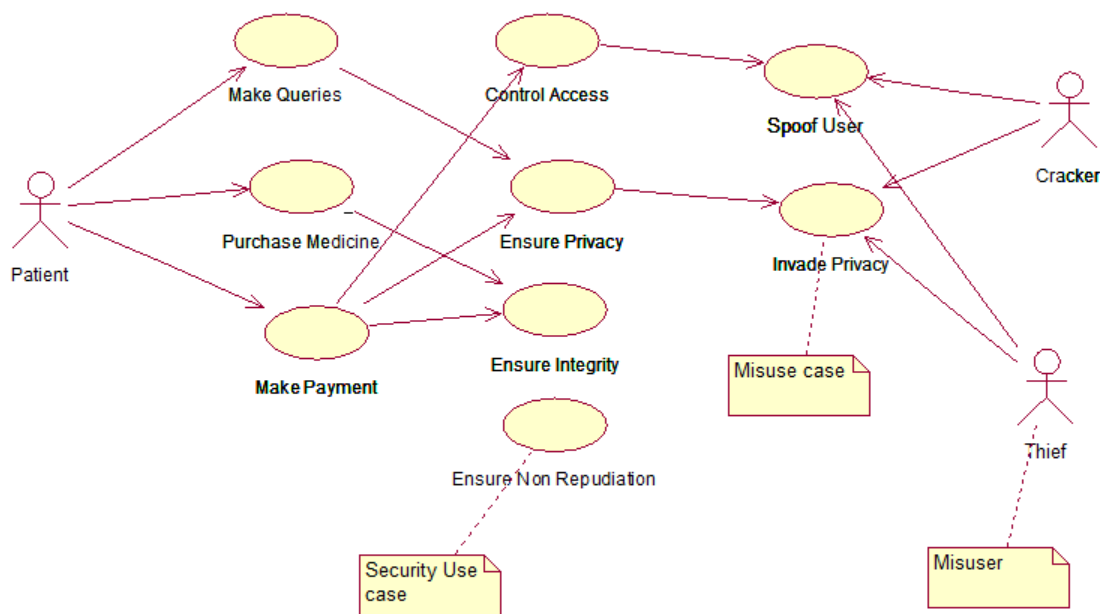 Make Queries
Control Access
Spoof User
Cracker
Purchase Medicine
Ensure Privacy
Invade Privacy
Patient
Make Payment
Ensure Integrity
Misuse case
Thief
Ensure Non Repudiation
Security Use
case
Misuser